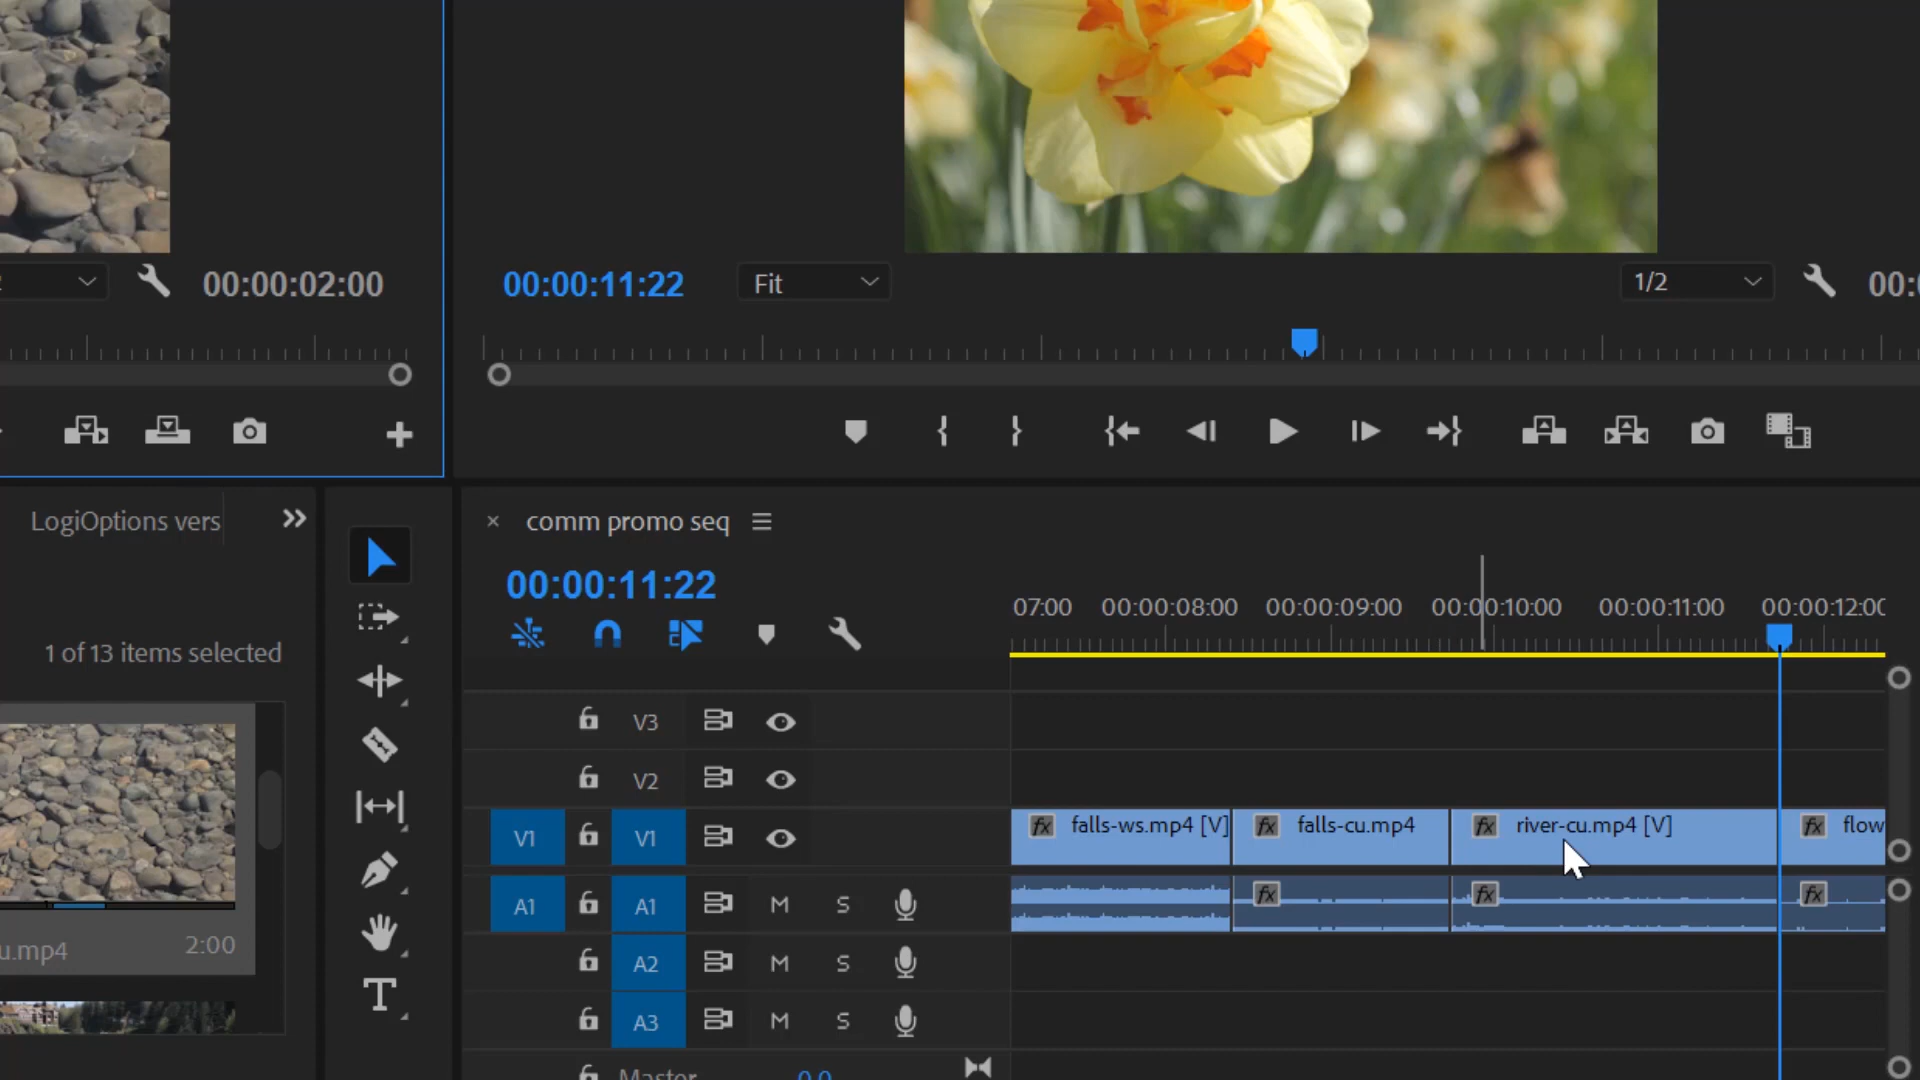 00:00:02:00
00:00:11:22
Fit
1/2
00:
LogiOptions vers
comm promo seq
00:00:11:22
07:00 00:00:08:00 00:00:09:00 00:00:10:00 00:00:11:00 00:00:12:00
1 of 13 items selected
V3
V2
V1 V1
falls-ws.mp4 [V] falls-cu.mp4 river-cu.mp4 [V] flow
A1 A1 M S
u.mp4 2:00
A2 M S
A3 M S
Master 0.0
T
fx fx fx fx
fx fx fx